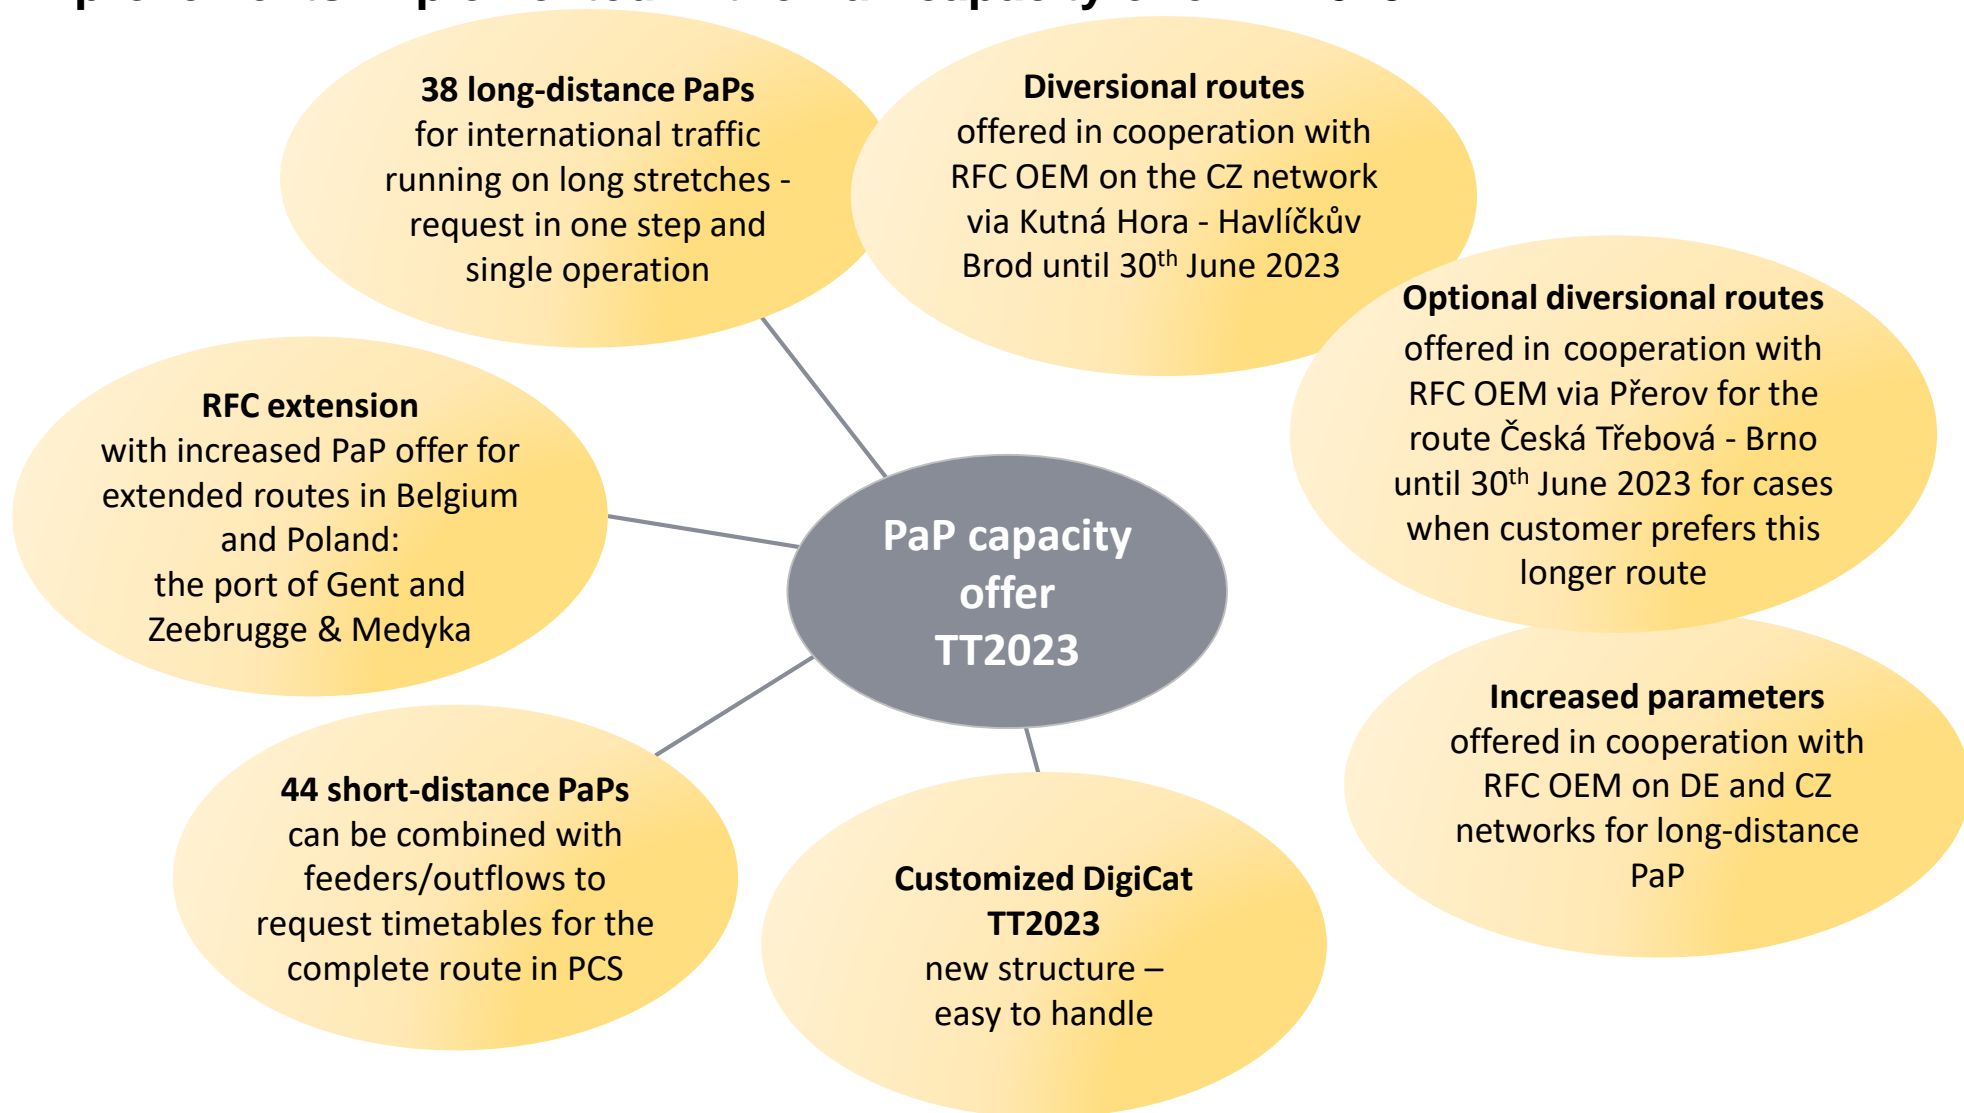 38 long-distance PaPs
for international traffic
running on long stretches -
request in one step and
single operation
Diversional routes
offered in cooperation with
RFC OEM on the CZ network
via Kutná Hora - Havlíčkův
Brod until 30th June 2023
Optional diversional routes
offered in cooperation with
RFC OEM via Přerov for the
route Česká Třebová - Brno
until 30th June 2023 for cases
when customer prefers this
longer route
RFC extension
with increased PaP offer for
extended routes in Belgium
and Poland:
the port of Gent and
Zeebrugge & Medyka
PaP capacity
offer
TT2023
Increased parameters
offered in cooperation with
RFC OEM on DE and CZ
networks for long-distance
PaP
44 short-distance PaPs
can be combined with
feeders/outflows to
request timetables for the
complete route in PCS
Customized DigiCat
TT2023
new structure –
easy to handle